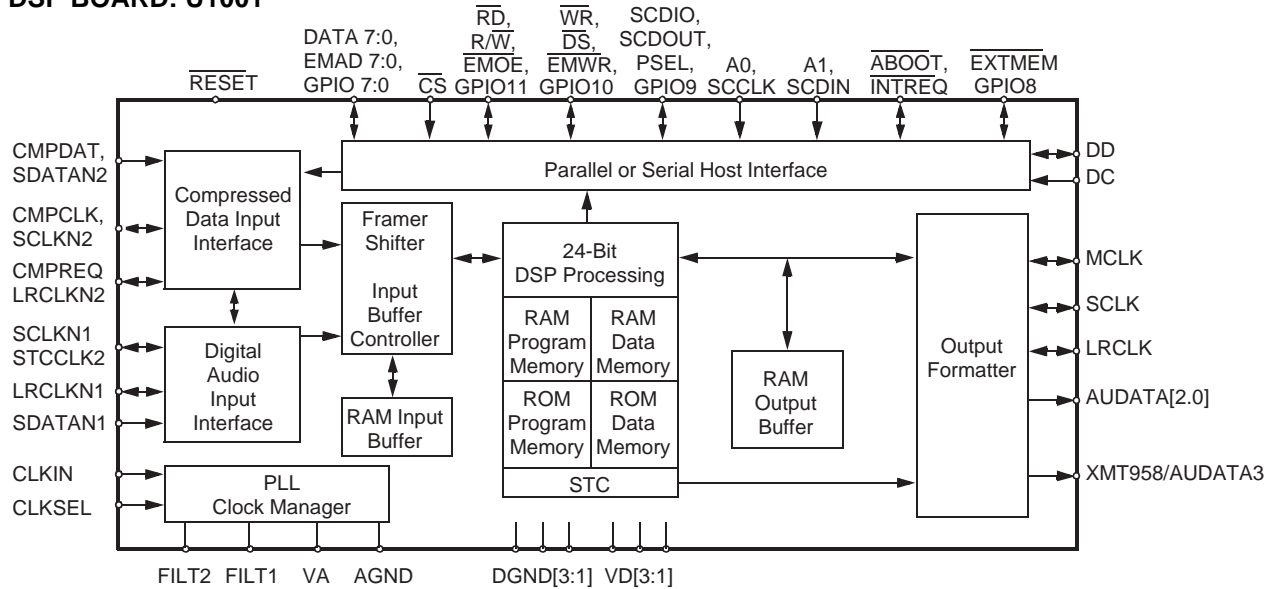 RD, WR, SCDIO,
DATA 7:0, R/W, DS, SCDOUT,
EMAD 7:0, EMOE, EMWR, PSEL, A0, A1, ABOOT, EXTMEM
RESET GPIO 7:0 CS GPIO11 GPIO10 GPIO9 SCCLK SCDIN INTREQ GPIO8
CMPDAT,
SDATAN2
CMPCLK,
SCLKN2
CMPREQ
LRCLKN2
SCLKN1
STCCLK2
LRCLKN1
SDATAN1
CLKIN
CLKSEL
Compressed
Data Input
Interface
Digital
Audio
Input
Interface
PLL
Clock Manager
Parallel or Serial Host Interface
Framer
Shifter
Input
Buffer
Controller
RAM Input
Buffer
24-Bit
DSP Processing
RAM
Program
Memory
RAM
Data
Memory
ROM
Program
Memory
ROM
Data
Memory
STC
RAM
Output
Buffer
Output
Formatter
DD
DC
MCLK
SCLK
LRCLK
AUDATA[2.0]
XMT958/AUDATA3
FILT2 FILT1 VA AGND DGND[3:1] VD[3:1]